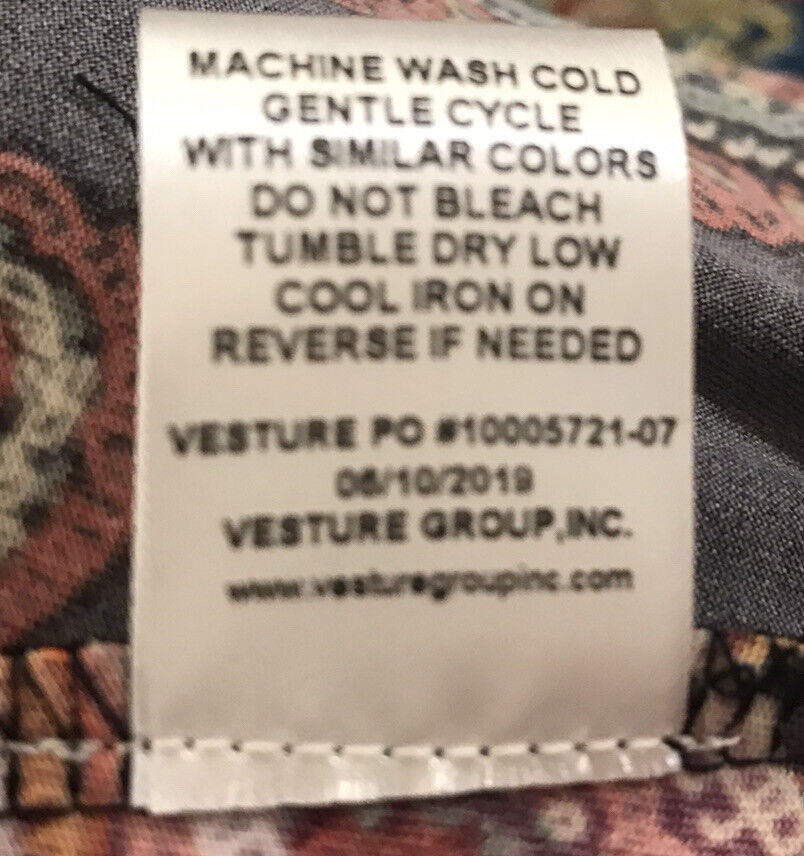 MACHINE WASH COLD
GENTLE CYCLE
WITH SIMILAR COLORS
DO NOT BLEACH
TUMBLE DRY LOW
COOL IRON ON
REVERSE IF NEEDED
VESTURE PO #10005721-07
06/10/2019
VESTURE GROUP,INC.
www.vesturegroupinc.com